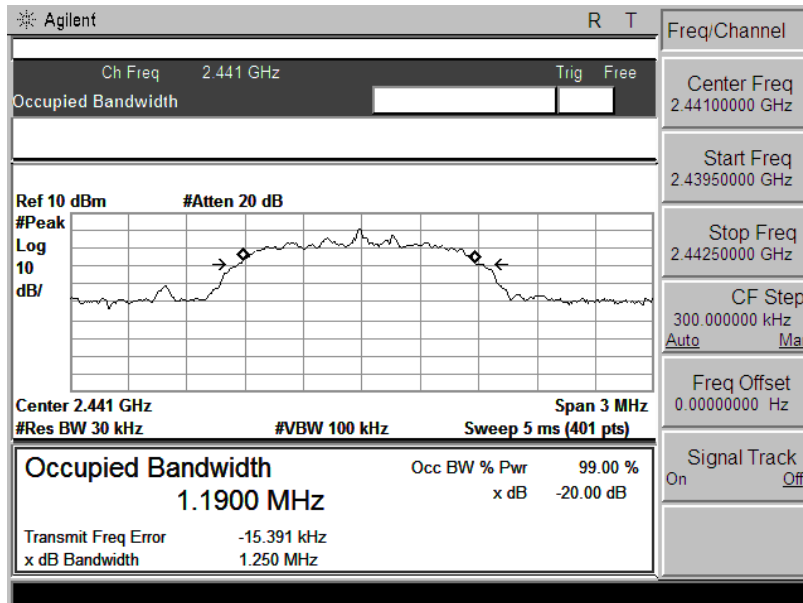 Agilent R T
Freq/Channel
Ch Freq 2.441 GHz Trig Free
Occupied Bandwidth
Center Freq
2.44100000 GHz
Start Freq
2.43950000 GHz
Stop Freq
2.44250000 GHz
CF Step
300.000000 kHz
Auto Ma
Freq Offset
0.00000000 Hz
Signal Track
On Off
Ref 10 dBm #Atten 20 dB
#Peak
Log
10
dB/
Center 2.441 GHz Span 3 MHz
#Res BW 30 kHz #VBW 100 kHz Sweep 5 ms (401 pts)
Occupied Bandwidth
1.1900 MHz
Occ BW % Pwr 99.00 %
x dB -20.00 dB
Transmit Freq Error -15.391 kHz
x dB Bandwidth 1.250 MHz